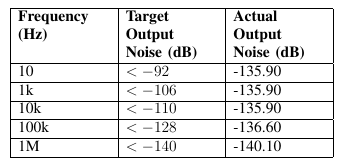 Frequency (Hz) | Target Output Noise (dB) | Actual Output Noise (dB)
10 | < −92 | -135.90
1k | < −106 | -135.90
10k | < −110 | -135.90
100k | < −128 | -136.60
1M | < −140 | -140.10